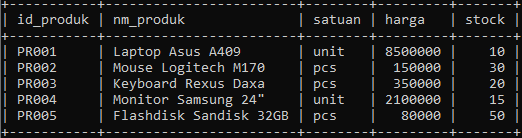 | id_produk | nm_produk | satuan | harga | stock |
| PR001 | Laptop Asus A409 | unit | 8500000 | 10 |
| PR002 | Mouse Logitech M170 | pcs | 150000 | 30 |
| PR003 | Keyboard Rexus Daxa | pcs | 350000 | 20 |
| PR004 | Monitor Samsung 24" | unit | 2100000 | 15 |
| PR005 | Flashdisk Sandisk 32GB | pcs | 80000 | 50 |